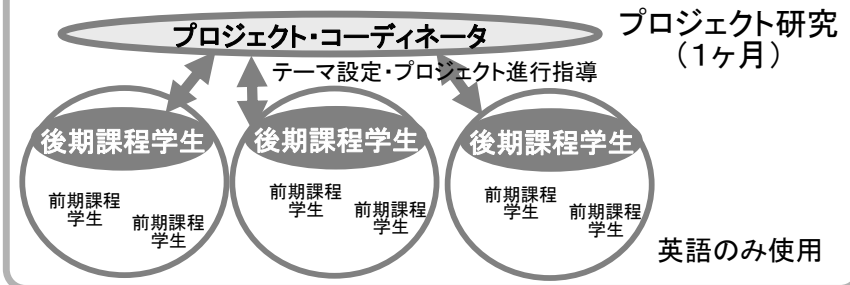 プロジェクト・コーディネータ
プロジェクト研究
（1ヶ月）
テーマ設定・プロジェクト進行指導
後期課程学生
前期課程
学生
前期課程
学生
後期課程学生
前期課程
学生
前期課程
学生
後期課程学生
前期課程
学生
前期課程
学生
英語のみ使用